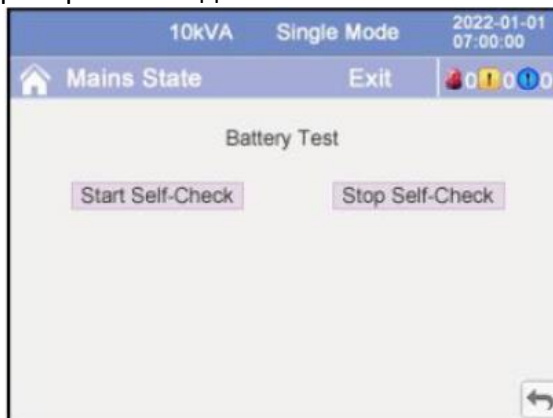 10kVA Single Mode 2022-01-01
07:00:00
Mains State Exit 0 ! 0 ! 0
Battery Test
Start Self-Check Stop Self-Check